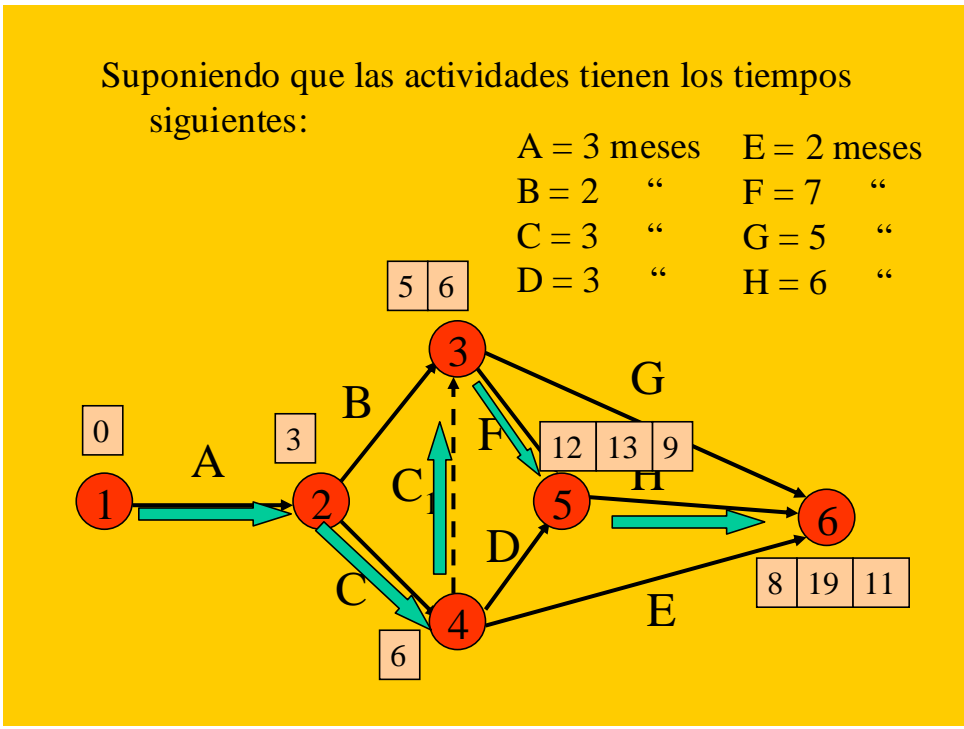 Suponiendo que las actividades tienen los tiempos
siguientes:
A = 3 meses E = 2 meses
B = 2 “ F = 7 “
C = 3 “ G = 5 “
D = 3 “ H = 6 “
5 6
3
G
B
0
3
A
F
12 13 9
H
1
2
C1
5
6
D
C
8 19 11
4
E
6